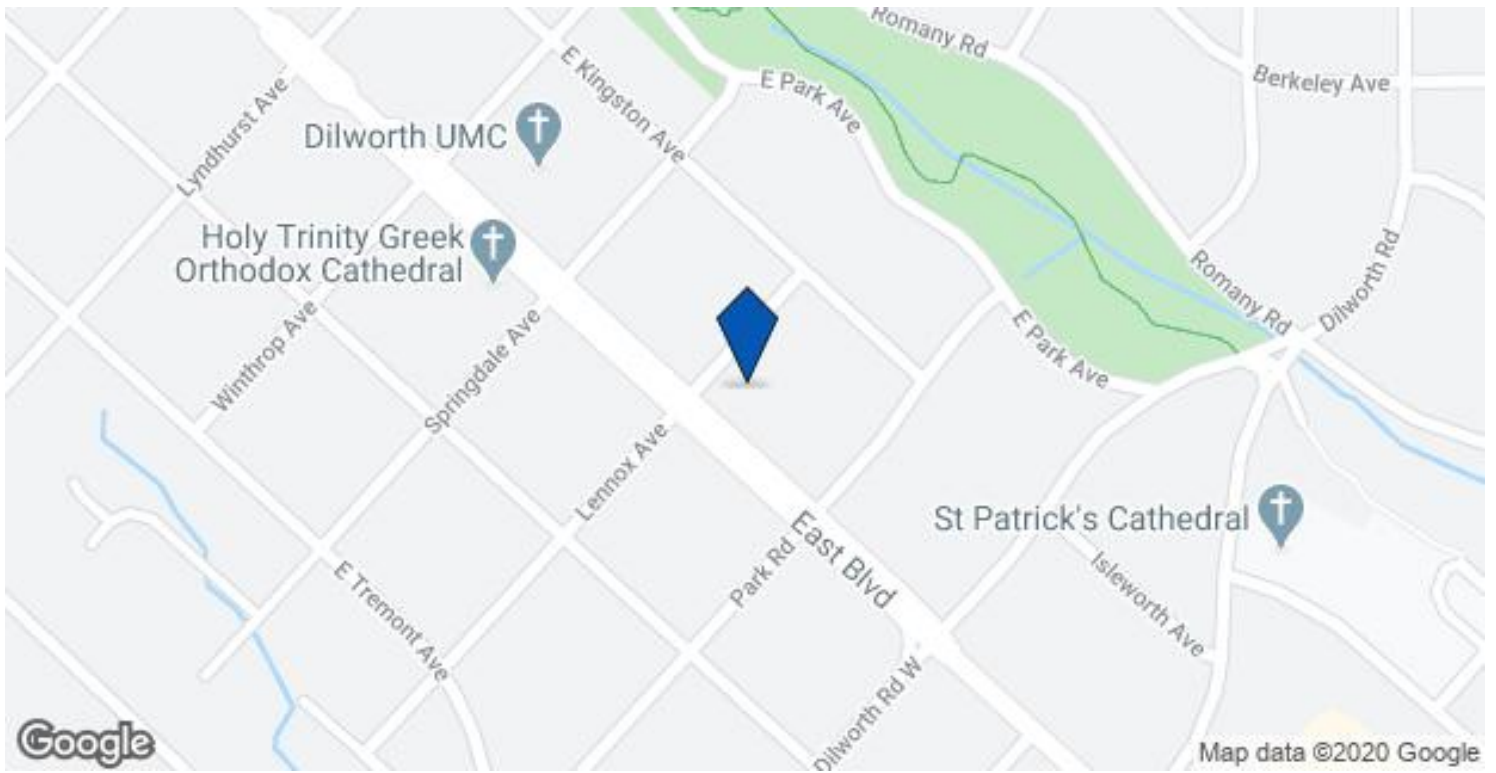 Romany Rd
E Kingston Ave
E Park Ave
Berkeley Ave
Lyndhurst Ave
Dilworth UMC
Holy Trinity Greek
Orthodox Cathedral
Romany Rd
Dilworth Rd
Winthrop Ave
Springdale Ave
E Park Ave
Lennox Ave
St Patrick's Cathedral
East Blvd
Park Rd
Isleworth Ave
E Tremont Ave
Dilworth Rd W
Google
Map data ©2020 Google